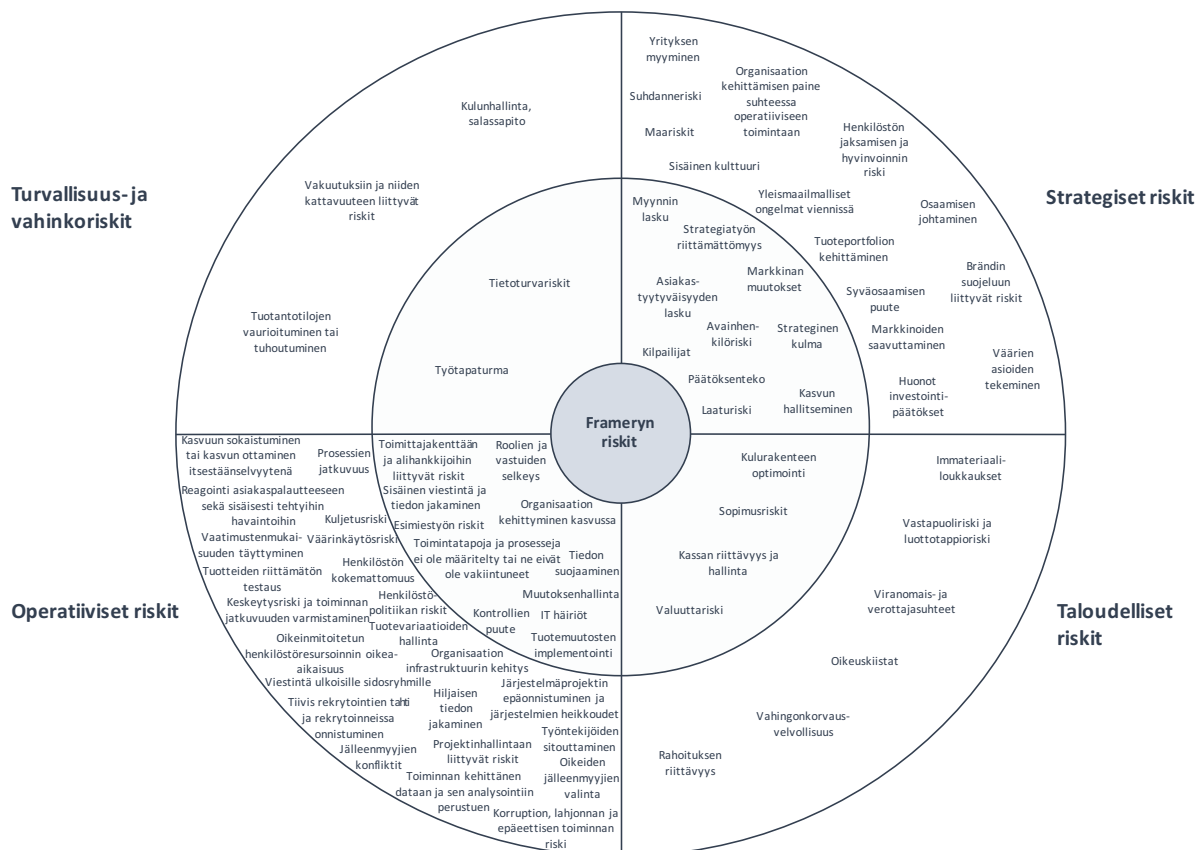 Turvallisuus- ja
vahinkoriskit
Kulunhallinta,
salassapito
Vakuutuksiin ja niiden
kattavuuteen liittyvät
riskit
Tuotantotilojen
vaurioituminen tai
tuhoutuminen
Tietoturvariskit
Työtapaturma
Strategiset riskit
Yrityksen
myyminen
Organisaation
kehittämisen paine
suhteessa
operatiiviseen
toimintaan
Suhdanneriski
Maariskit
Henkilöstön
jaksamisen ja
hyvinvoinnin
riski
Sisäinen kulttuuri
Yleismaailmalliset
ongelmat viennissä
Osaamisen
johtaminen
Tuoteportfolion
kehittäminen
Brändin
suojeluun
liittyvät riskit
Syväosaamisen
puute
Markkinoiden
saavuttaminen
Väärien
asioiden
tekeminen
Huonot
investointi-
päätökset
Myynnin
lasku
Strategiatyön
riittämättömyys
Markkinan
muutokset
Asiakas-
tyytyväisyyden
lasku
Avainhen-
kilöriski
Strateginen
kulma
Kilpailijat
Päätöksenteko
Kasvun
hallitseminen
Laaturiski
Frameryn
riskit
Operatiiviset riskit
Kasvuun sokaistuminen
tai kasvun ottaminen
itsestäänselvyytenä
Prosessien
jatkuvuus
Reagointi asiakaspalautteeseen
sekä sisäisesti tehtyihin
havaintoihin
Kuljetusriski
Vaatimustenmukai-
suuden täyttyminen
Väärinkäytösriski
Tuotteiden riittämätön
testaus
Henkilöstön
kokemattomuus
Keskeytysriski ja toiminnan
jatkuvuuden varmistaminen
Henkilöstö-
politiikan riskit
Tuotevariaatioiden
hallinta
Oikeinmitoitetun
henkilöstöresursoinnin oikea-
aikaisuus
Organisaation
infrastruktuurin kehitys
Viestintä ulkoisille sidosryhmille
Tiivis rekrytointien tahti
ja rekrytoinneissa
onnistuminen
Hiljaisen
tiedon
jakaminen
Järjestelmäprojektin
epäonnistuminen ja
järjestelmien heikkoudet
Jälleenmyyjien
konfliktit
Projektinhallintaan
liittyvät riskit
Työntekijöiden
sitouttaminen
Oikeiden
jälleenmyyjien
valinta
Toiminnan kehittänen
dataan ja sen analysointiin
perustuen
Korruption, lahjonnan ja
epäeettisen toiminnan
riski
Toimittajakenttään
ja alihankkijoihin
liittyvät riskit
Roolien ja
vastuiden
selkeys
Sisäinen viestintä ja
tiedon jakaminen
Organisaation
kehittyminen kasvussa
Esimiestyön riskit
Toimintatapoja ja prosesseja
ei ole määritelty tai ne eivät
ole vakiintuneet
Tiedon
suojaaminen
Muutoksenhallinta
Kontrollien
puute
IT häiriöt
Tuotemuutosten
implementointi
Taloudelliset
riskit
Kulurakenteen
optimointi
Sopimusriskit
Kassan riittävyys ja
hallinta
Valuuttariski
Immateriaali-
loukkaukset
Vastapuoliriski ja
luottotappioriski
Viranomais- ja
verottajasuhteet
Oikeuskiistat
Vahingonkorvaus-
velvollisuus
Rahoituksen
riittävyys